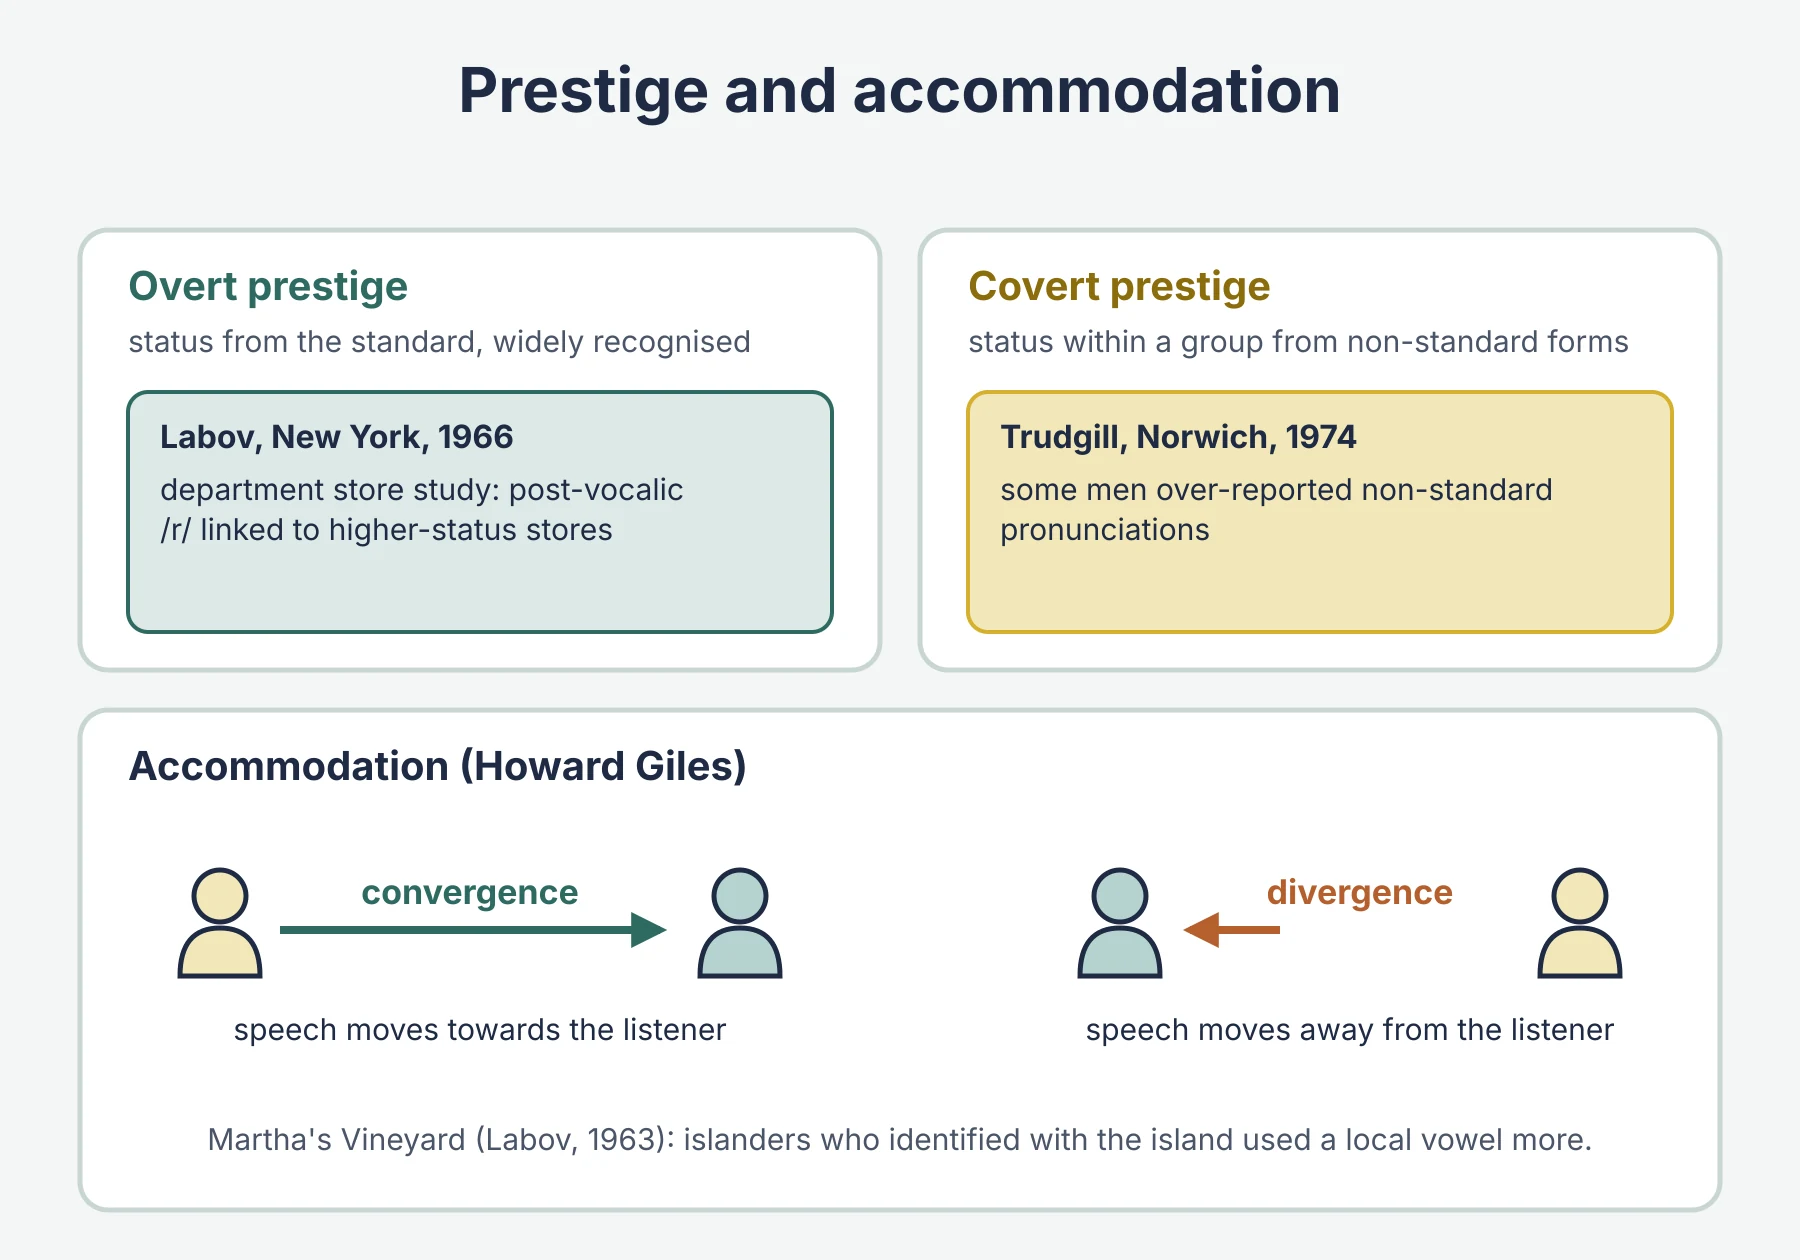 Prestige and accommodation
Overt prestige
status from the standard, widely recognised
Labov, New York, 1966
department store study: post-vocalic
/r/ linked to higher-status stores
Covert prestige
status within a group from non-standard forms
Trudgill, Norwich, 1974
some men over-reported non-standard
pronunciations
Accommodation (Howard Giles)
convergence
speech moves towards the listener
divergence
speech moves away from the listener
Martha's Vineyard (Labov, 1963): islanders who identified with the island used a local vowel more.